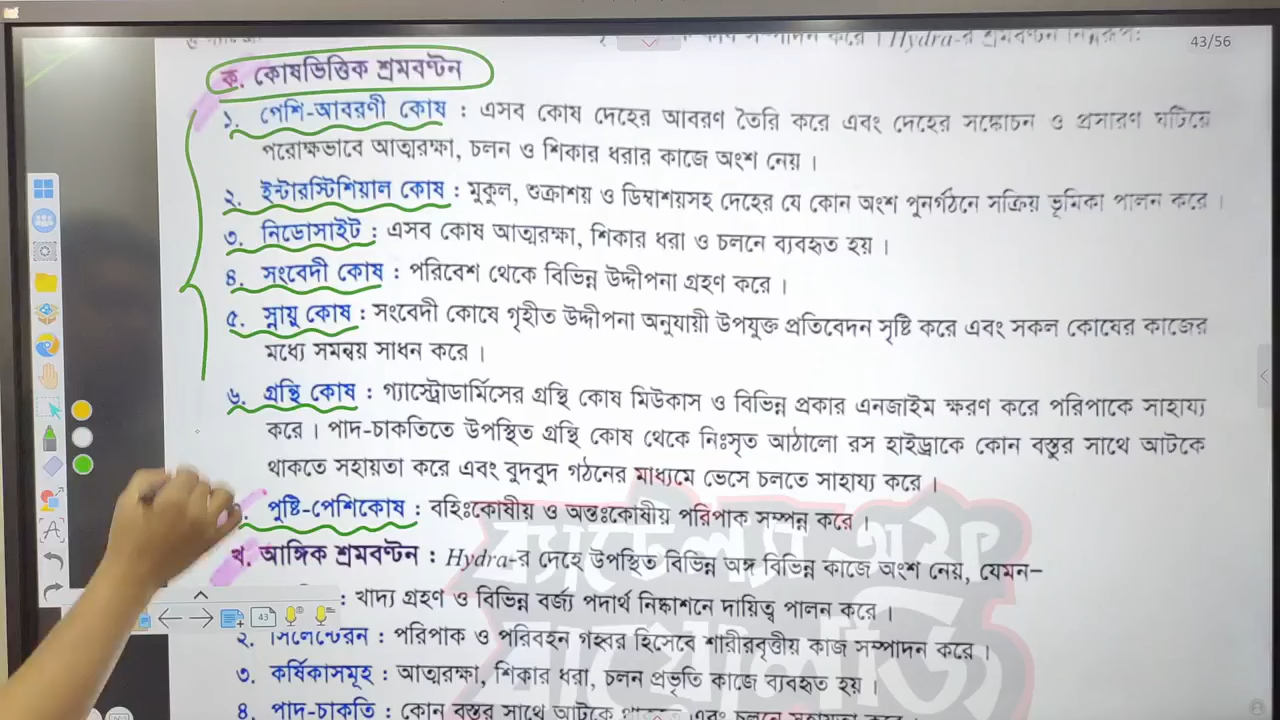 43/56
ক. কোষভিত্তিক শ্রমবণ্টন
১. পেশি-আবরণী কোষ : এসব কোষ দেহের আবরণ তৈরি করে এবং দেহের সঙ্কোচন ও প্রসারণ ঘটিয়ে
পরোক্ষভাবে আত্মরক্ষা, চলন ও শিকার ধরার কাজে অংশ নেয় ।
২. ইন্টারস্টিশিয়াল কোষ : মুকুল, শুক্রাশয় ও ডিম্বাশয়সহ দেহের যে কোন অংশ পুনর্গঠনে সক্রিয় ভূমিকা পালন করে ।
৩. নিডোসাইট : এসব কোষ আত্মরক্ষা, শিকার ধরা ও চলনে ব্যবহৃত হয় ।
৪. সংবেদী কোষ : পরিবেশ থেকে বিভিন্ন উদ্দীপনা গ্রহণ করে ।
৫. স্নায়ু কোষ : সংবেদী কোষে গৃহীত উদ্দীপনা অনুযায়ী উপযুক্ত প্রতিবেদন সৃষ্টি করে এবং সকল কোষের কাজের
মধ্যে সমন্বয় সাধন করে ।
৬. গ্রন্থি কোষ : গ্যাস্ট্রোডার্মিসের গ্রন্থি কোষ মিউকাস ও বিভিন্ন প্রকার এনজাইম ক্ষরণ করে পরিপাকে সাহায্য
করে । পাদ-চাকতিতে উপস্থিত গ্রন্থি কোষ থেকে নিঃসৃত আঠালো রস হাইড্রাকে কোন বস্তুর সাথে আটকে
থাকতে সহায়তা করে এবং বুদবুদ গঠনের মাধ্যমে ভেসে চলতে সাহায্য করে ।
পুষ্টি-পেশিকোষ : বহিঃকোষীয় ও অন্তঃকোষীয় পরিপাক সম্পন্ন করে ।
খ. আঙ্গিক শ্রমবণ্টন : Hydra-র দেহে উপস্থিত বিভিন্ন অঙ্গ বিভিন্ন কাজে অংশ নেয়, যেমন–
: খাদ্য গ্রহণ ও বিভিন্ন বর্জ্য পদার্থ নিষ্কাশনে দায়িত্ব পালন করে ।
২. সিলেন্টেরন : পরিপাক ও পরিবহন গহ্বর হিসেবে শারীরবৃত্তীয় কাজ সম্পাদন করে ।
৩. কর্ষিকাসমূহ : আত্মরক্ষা, শিকার ধরা, চলন প্রভৃতি কাজে ব্যবহৃত হয় ।
৪. পাদ-চাকতি : কোন বস্তুর সাথে আটকে
43
ব্যাটেলস অফ
বায়োলজি